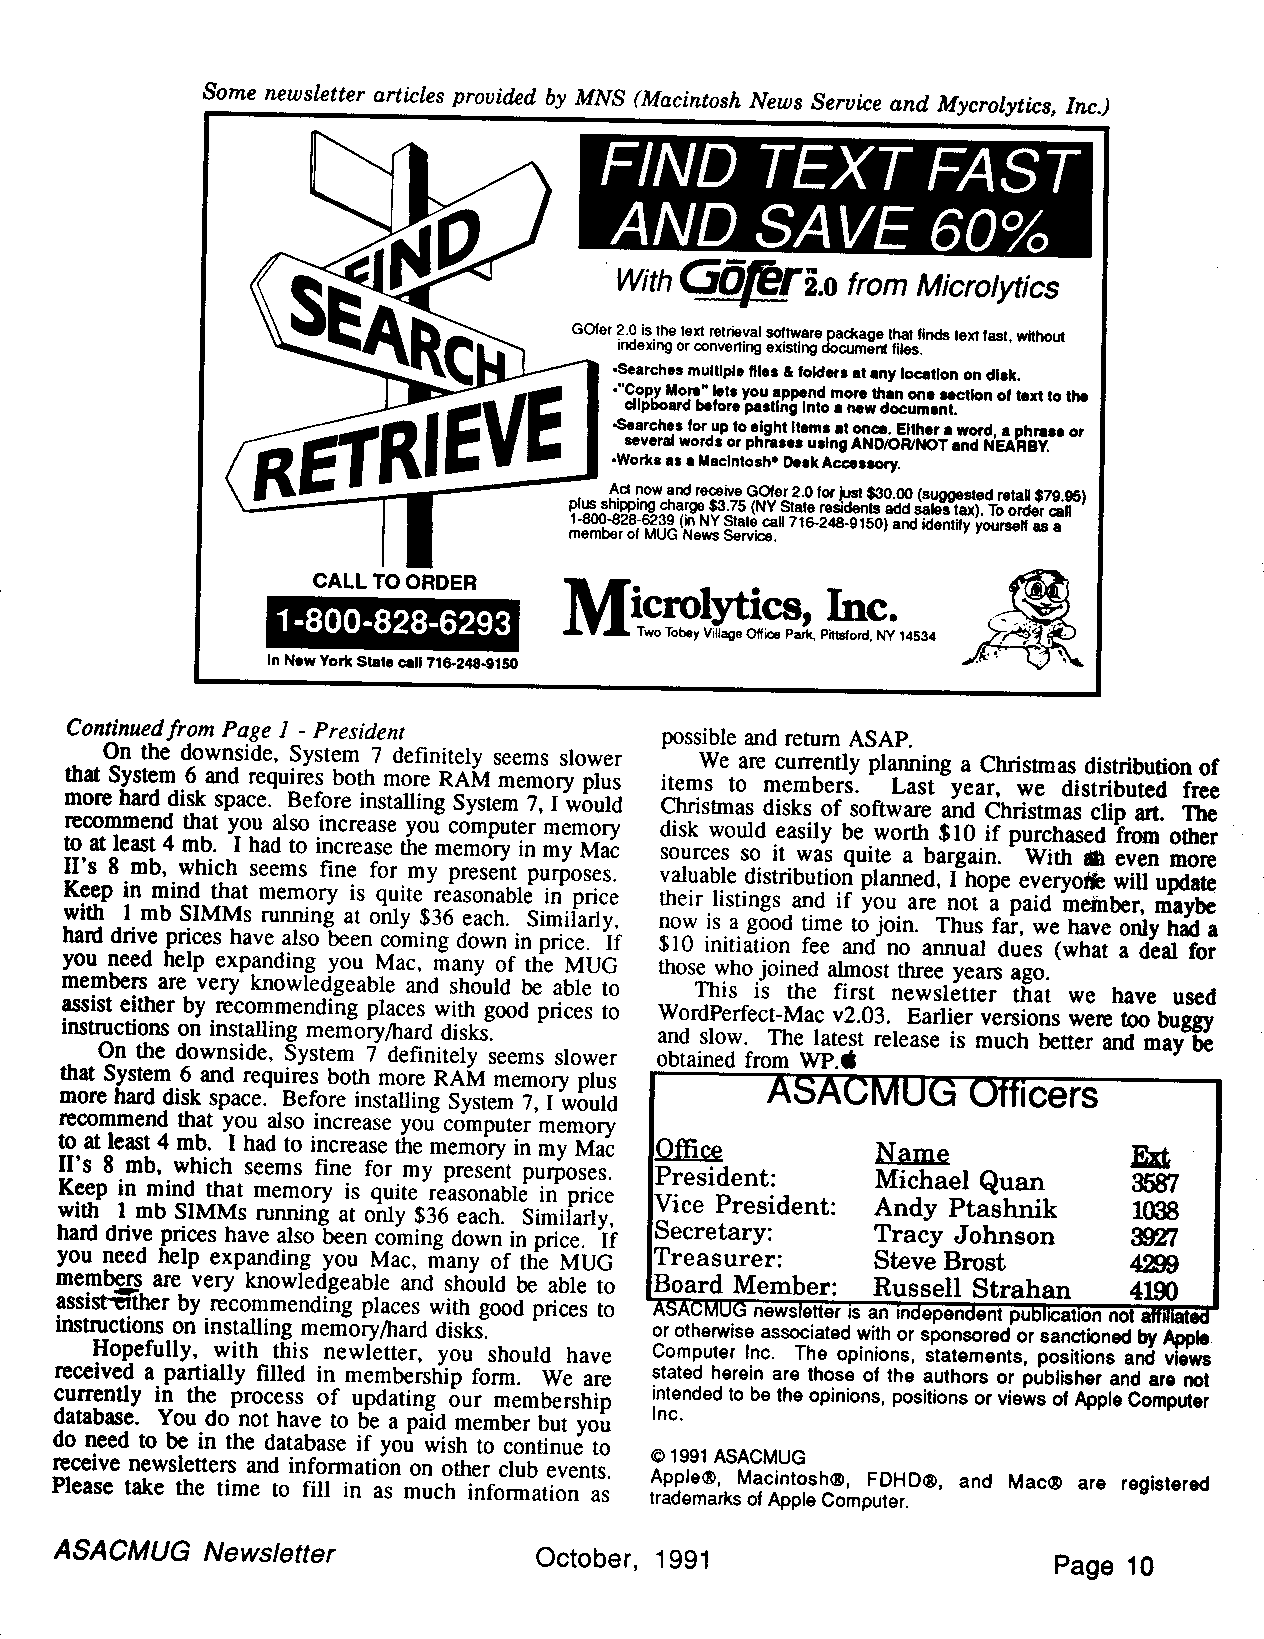 Some newsletter articles provided by MNS (Macintosh News Service and Mycrolytics, Inc.)
FIND
SEARCH
RETRIEVE
CALL TO ORDER
1-800-828-6293
In New York State call 716-248-9150
FIND TEXT FAST
AND SAVE 60%
With GOfer 2.0 from Microlytics
GOfer 2.0 is the text retrieval software package that finds text fast, without
indexing or converting existing document files.
•Searches multiple files & folders at any location on disk.
•"Copy More" lets you append more than one section of text to the
clipboard before pasting into a new document.
•Searches for up to eight items at once. Either a word, a phrase or
several words or phrases using AND/OR/NOT and NEARBY.
•Works as a Macintosh® Desk Accessory.
Act now and receive GOfer 2.0 for just $30.00 (suggested retail $79.95)
plus shipping charge $3.75 (NY State residents add sales tax). To order call
1-800-828-6239 (in NY State call 716-248-9150) and identify yourself as a
member of MUG News Service.
Microlytics, Inc.
Two Tobey Village Office Park, Pittsford, NY 14534
Continued from Page 1 - President
On the downside, System 7 definitely seems slower
that System 6 and requires both more RAM memory plus
more hard disk space. Before installing System 7, I would
recommend that you also increase you computer memory
to at least 4 mb. I had to increase the memory in my Mac
II's 8 mb, which seems fine for my present purposes.
Keep in mind that memory is quite reasonable in price
with 1 mb SIMMs running at only $36 each. Similarly,
hard drive prices have also been coming down in price. If
you need help expanding you Mac, many of the MUG
members are very knowledgeable and should be able to
assist either by recommending places with good prices to
instructions on installing memory/hard disks.
On the downside, System 7 definitely seems slower
that System 6 and requires both more RAM memory plus
more hard disk space. Before installing System 7, I would
recommend that you also increase you computer memory
to at least 4 mb. I had to increase the memory in my Mac
II's 8 mb, which seems fine for my present purposes.
Keep in mind that memory is quite reasonable in price
with 1 mb SIMMs running at only $36 each. Similarly,
hard drive prices have also been coming down in price. If
you need help expanding you Mac, many of the MUG
members are very knowledgeable and should be able to
assist either by recommending places with good prices to
instructions on installing memory/hard disks.
Hopefully, with this newletter, you should have
received a partially filled in membership form. We are
currently in the process of updating our membership
database. You do not have to be a paid member but you
do need to be in the database if you wish to continue to
receive newsletters and information on other club events.
Please take the time to fill in as much information as
possible and return ASAP.
We are currently planning a Christmas distribution of
items to members. Last year, we distributed free
Christmas disks of software and Christmas clip art. The
disk would easily be worth $10 if purchased from other
sources so it was quite a bargain. With an even more
valuable distribution planned, I hope everyone will update
their listings and if you are not a paid member, maybe
now is a good time to join. Thus far, we have only had a
$10 initiation fee and no annual dues (what a deal for
those who joined almost three years ago.
This is the first newsletter that we have used
WordPerfect-Mac v2.03. Earlier versions were too buggy
and slow. The latest release is much better and may be
obtained from WP.
ASACMUG Officers
Office Name Ext
President: Michael Quan 3587
Vice President: Andy Ptashnik 1038
Secretary: Tracy Johnson 3927
Treasurer: Steve Brost 4299
Board Member: Russell Strahan 4190
ASACMUG newsletter is an independent publication not affiliated
or otherwise associated with or sponsored or sanctioned by Apple
Computer Inc. The opinions, statements, positions and views
stated herein are those of the authors or publisher and are not
intended to be the opinions, positions or views of Apple Computer
Inc.
© 1991 ASACMUG
Apple®, Macintosh®, FDHD®, and Mac® are registered
trademarks of Apple Computer.
ASACMUG Newsletter October, 1991 Page 10